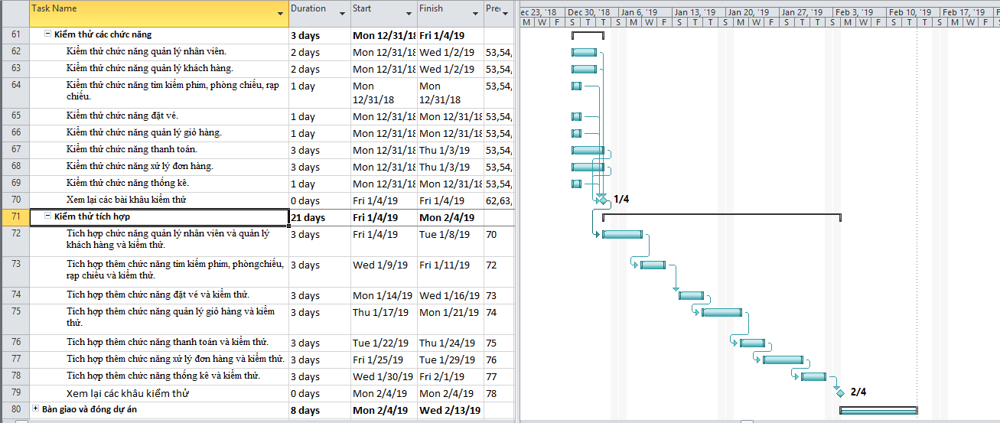 Task Name Duration Start Finish Pred
ec 23, '18 Dec 30, '18 Jan 6, '19 Jan 13, '19 Jan 20, '19 Jan 27, '19 Feb 3, '19 Feb 10, '19 Feb 17, '19 F
M W F S T T S M W F S T T S M W F S T T S M W F S
61 Kiểm thử các chức năng 3 days Mon 12/31/18 Fri 1/4/19
62 Kiểm thử chức năng quản lý nhân viên. 2 days Mon 12/31/18 Wed 1/2/19 53,54,
63 Kiểm thử chức năng quản lý khách hàng. 2 days Mon 12/31/18 Wed 1/2/19 53,54,
64 Kiểm thử chức năng tìm kiếm phim, phòng chiếu, rạp 1 day Mon Mon 53,54,
chiếu. 12/31/18 12/31/18
65 Kiểm thử chức năng đặt vé. 1 day Mon 12/31/18 Mon 12/31/18 53,54,
66 Kiểm thử chức năng quản lý giỏ hàng. 1 day Mon 12/31/18 Mon 12/31/18 53,54,
67 Kiểm thử chức năng thanh toán. 3 days Mon 12/31/18 Thu 1/3/19 53,54,
68 Kiểm thử chức năng xử lý đơn hàng. 3 days Mon 12/31/18 Thu 1/3/19 53,54,
69 Kiểm thử chức năng thống kê. 1 day Mon 12/31/18 Mon 12/31/18 53,54,
70 Xem lại các bài khâu kiểm thử 0 days Fri 1/4/19 Fri 1/4/19 62,63, 1/4
71 Kiểm thử tích hợp 21 days Fri 1/4/19 Mon 2/4/19
72 Tích hợp chức năng quản lý nhân viên và quản lý 3 days Fri 1/4/19 Tue 1/8/19 70
khách hàng và kiểm thử.
73 Tích hợp thêm chức năng tìm kiếm phim, phòngchiếu, 3 days Wed 1/9/19 Fri 1/11/19 72
rạp chiếu và kiểm thử.
74 Tích hợp thêm chức năng đặt vé và kiểm thử. 3 days Mon 1/14/19 Wed 1/16/19 73
75 Tích hợp thêm chức năng quản lý giỏ hàng và kiểm 3 days Thu 1/17/19 Mon 1/21/19 74
thử.
76 Tích hợp thêm chức năng thanh toán và kiểm thử. 3 days Tue 1/22/19 Thu 1/24/19 75
77 Tích hợp thêm chức năng xử lý đơn hàng và kiểm thử. 3 days Fri 1/25/19 Tue 1/29/19 76
78 Tích hợp thêm chức năng thống kê và kiểm thử. 3 days Wed 1/30/19 Fri 2/1/19 77
79 Xem lại các khâu kiểm thử 0 days Mon 2/4/19 Mon 2/4/19 78 2/4
80 Bàn giao và đóng dự án 8 days Mon 2/4/19 Wed 2/13/19